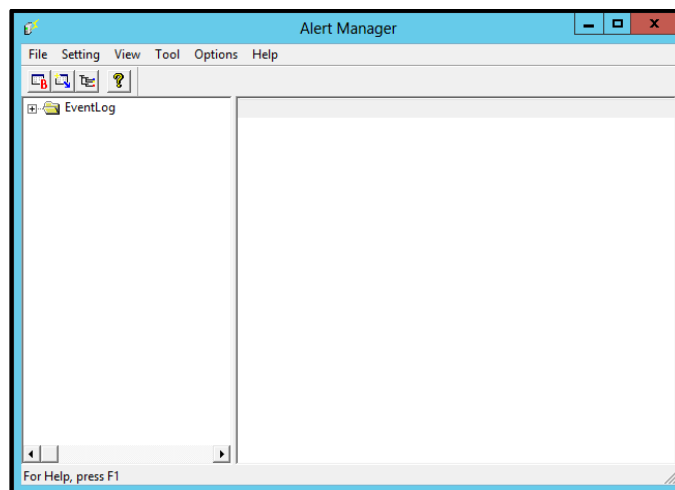 Alert Manager
File Setting View Tool Options Help
EventLog
For Help, press F1